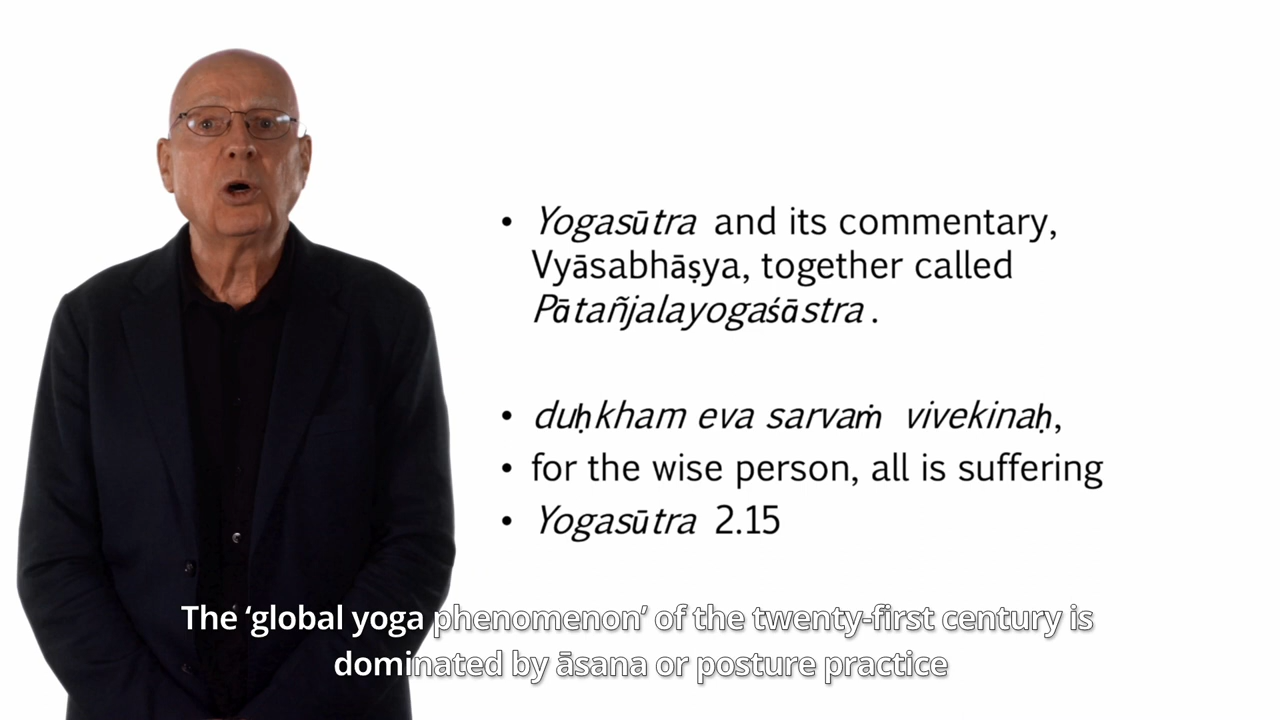 • Yogasūtra and its commentary,
Vyāsabhāṣya, together called
Pātañjalayogaśāstra .
• duḥkham eva sarvaṁ vivekinaḥ,
• for the wise person, all is suffering
• Yogasūtra 2.15
The ‘global yoga phenomenon’ of the twenty-first century is
dominated by āsana or posture practice